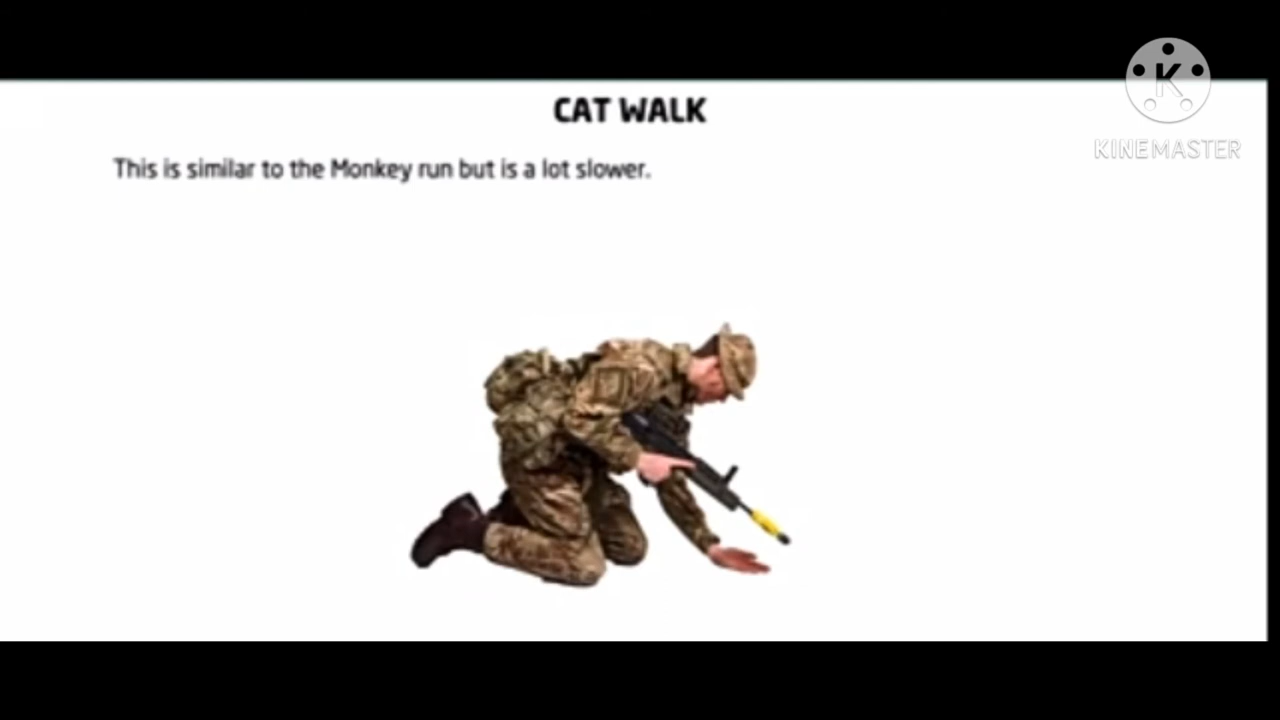 CAT WALK
This is similar to the Monkey run but is a lot slower.
K
KINEMASTER